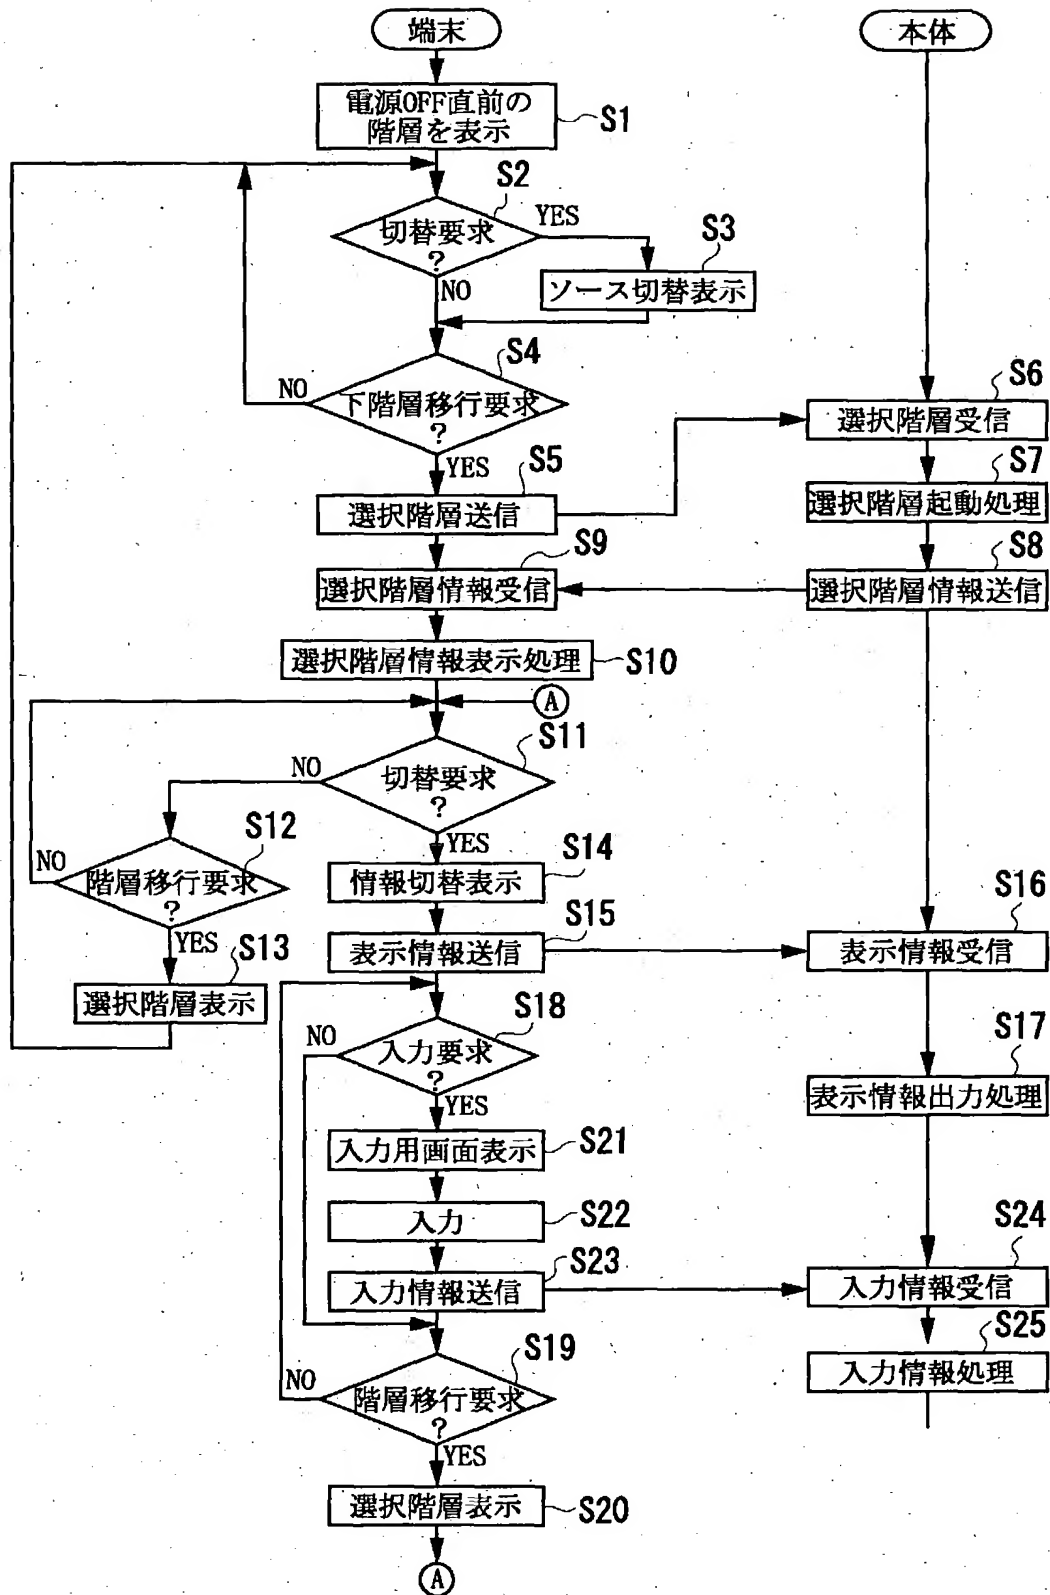 端末
本体
電源OFF直前の
階層を表示
S1
S2
切替要求
?
YES
NO
S3
ソース切替表示
S4
下階層移行要求
?
NO
YES
S6
選択階層受信
S5
選択階層送信
S7
選択階層起動処理
S9
選択階層情報受信
S8
選択階層情報送信
選択階層情報表示処理
S10
A
S11
切替要求
?
NO
YES
S12
階層移行要求
?
NO
YES
S14
情報切替表示
S13
選択階層表示
S15
表示情報送信
S16
表示情報受信
S18
入力要求
?
NO
YES
S17
表示情報出力処理
入力用画面表示
S21
入力
S22
S23
入力情報送信
S24
入力情報受信
S25
入力情報処理
S19
階層移行要求
?
NO
YES
選択階層表示
S20
A